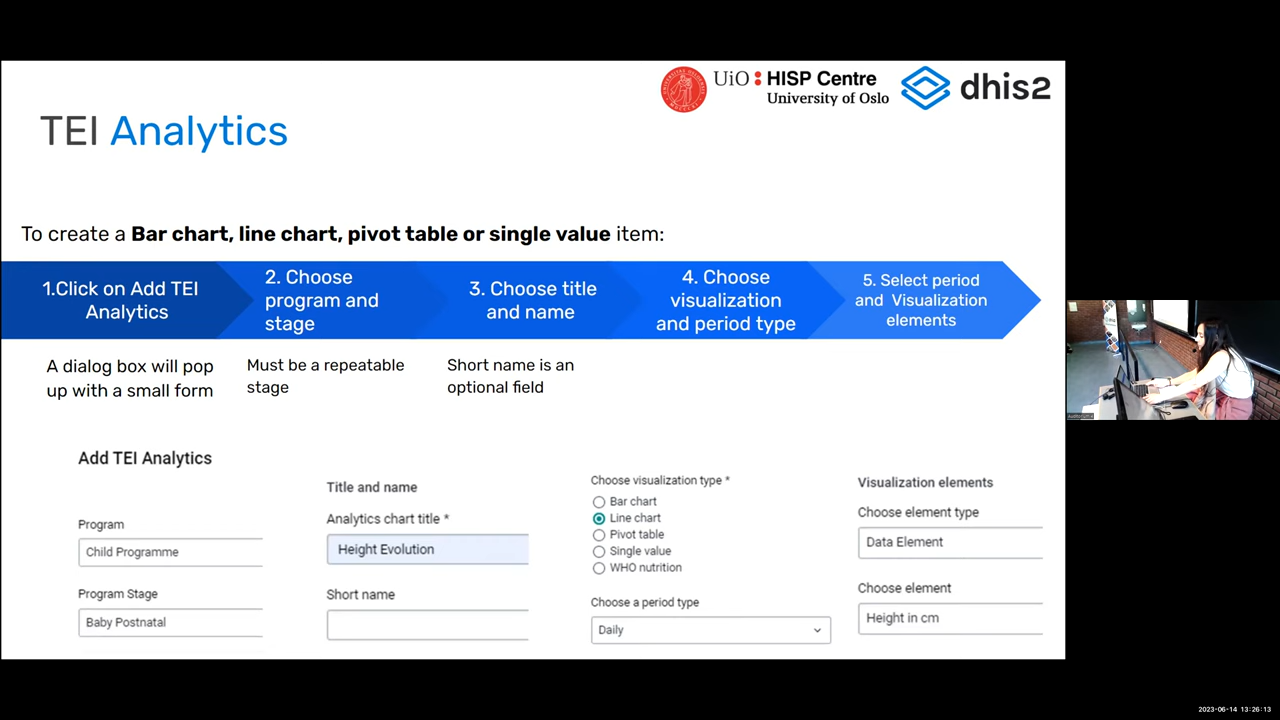 UiO : HISP Centre
University of Oslo
dhis2
TEI Analytics
To create a Bar chart, line chart, pivot table or single value item:
1.Click on Add TEI
Analytics
2. Choose
program and
stage
3. Choose title
and name
4. Choose
visualization
and period type
5. Select period
and Visualization
elements
A dialog box will pop
up with a small form
Must be a repeatable
stage
Short name is an
optional field
Add TEI Analytics
Program
Child Programme
Program Stage
Baby Postnatal
Title and name
Analytics chart title *
Height Evolution
Short name
Choose visualization type *
Bar chart
Line chart
Pivot table
Single value
WHO nutrition
Choose a period type
Daily
Visualization elements
Choose element type
Data Element
Choose element
Height in cm
2023-06-14 13:26:13